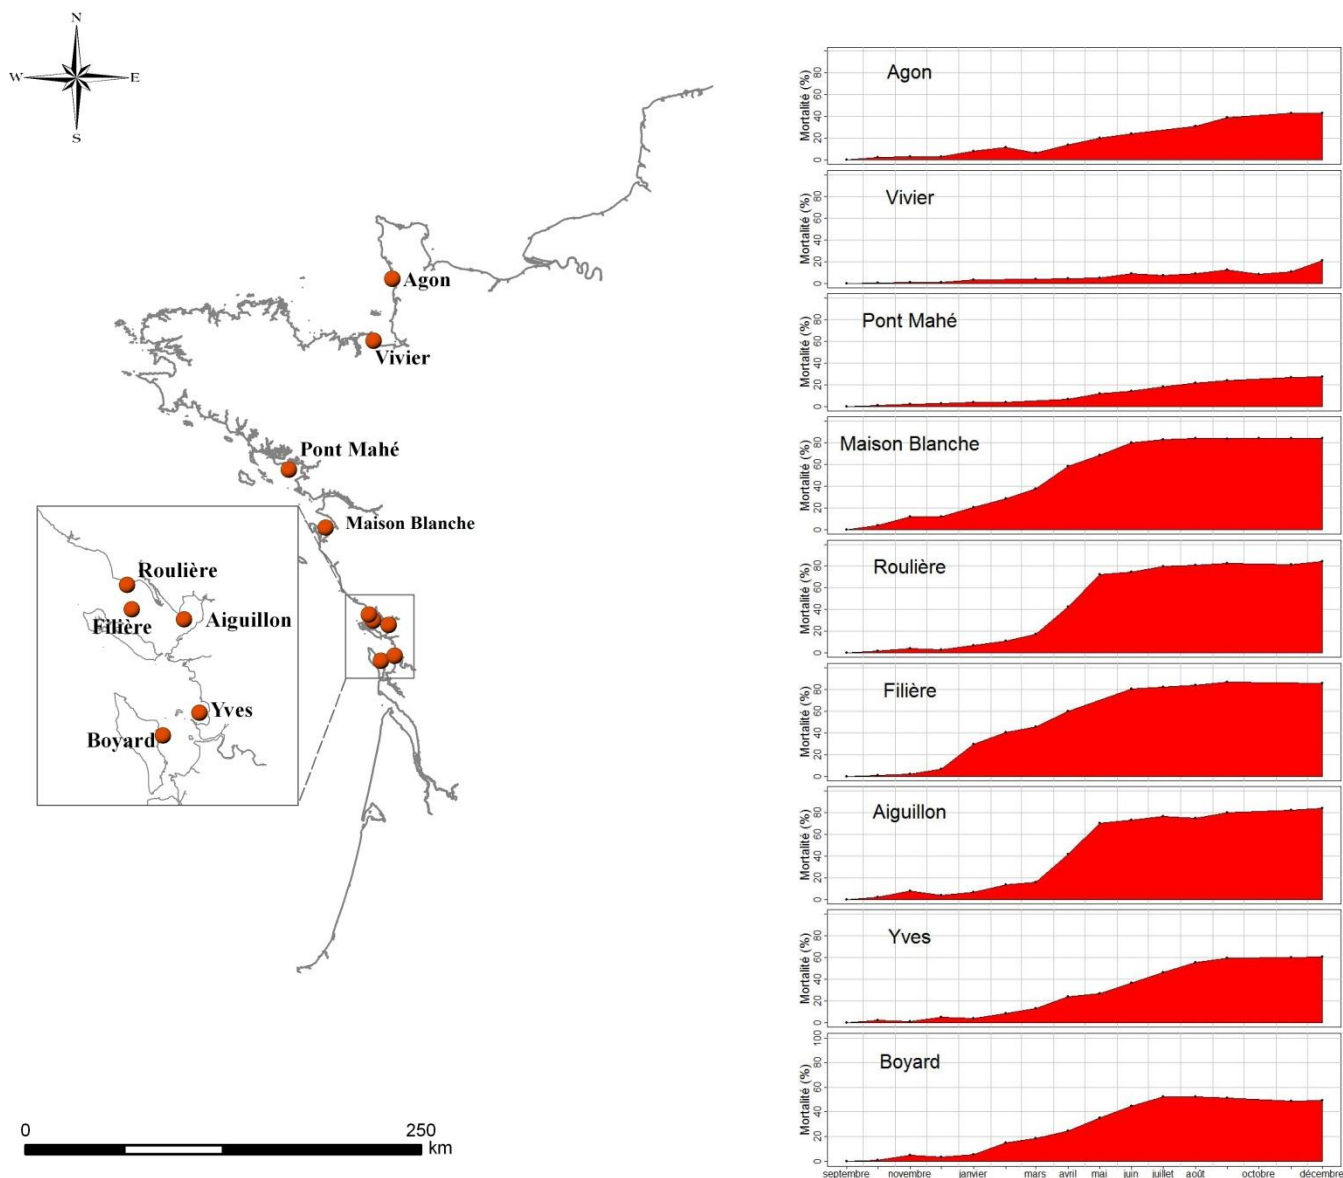 N
W
E
S
Agon
Vivier
Pont Mahé
Maison Blanche
Roulière
Filière
Aiguillon
Yves
Boyard
0
250
km
Agon
Mortalité (%)
0 20 40 60 80
Vivier
Mortalité (%)
0 20 40 60 80
Pont Mahé
Mortalité (%)
0 20 40 60 80
Maison Blanche
Mortalité (%)
0 20 40 60 80
Roulière
Mortalité (%)
0 20 40 60 80
Filière
Mortalité (%)
0 20 40 60 80
Aiguillon
Mortalité (%)
0 20 40 60 80
Yves
Mortalité (%)
0 20 40 60 80
Boyard
Mortalité (%)
0 20 40 60 80 100
septembre novembre janvier mars avril mai juin juillet août octobre décembre